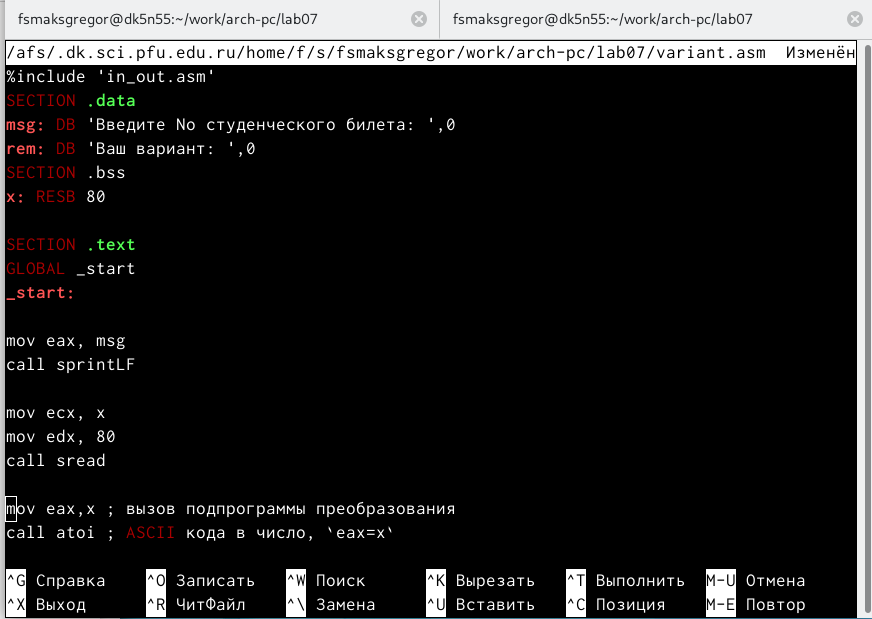 fsmaksgregor@dk5n55:~/work/arch-pc/lab07 fsmaksgregor@dk5n55:~/work/arch-pc/lab07
/afs/.dk.sci.pfu.edu.ru/home/f/s/fsmaksgregor/work/arch-pc/lab07/variant.asm Изменён
%include 'in_out.asm'
SECTION .data
msg: DB 'Введите No студенческого билета: ',0
rem: DB 'Ваш вариант: ',0
SECTION .bss
x: RESB 80
SECTION .text
GLOBAL _start
_start:
mov eax, msg
call sprintLF
mov ecx, x
mov edx, 80
call sread
mov eax,x ; вызов подпрограммы преобразования
call atoi ; ASCII кода в число, `eax=x`
^G Справка ^O Записать ^W Поиск ^K Вырезать ^T Выполнить M-U Отмена
^X Выход ^R ЧитФайл ^\ Замена ^U Вставить ^C Позиция M-E Повтор